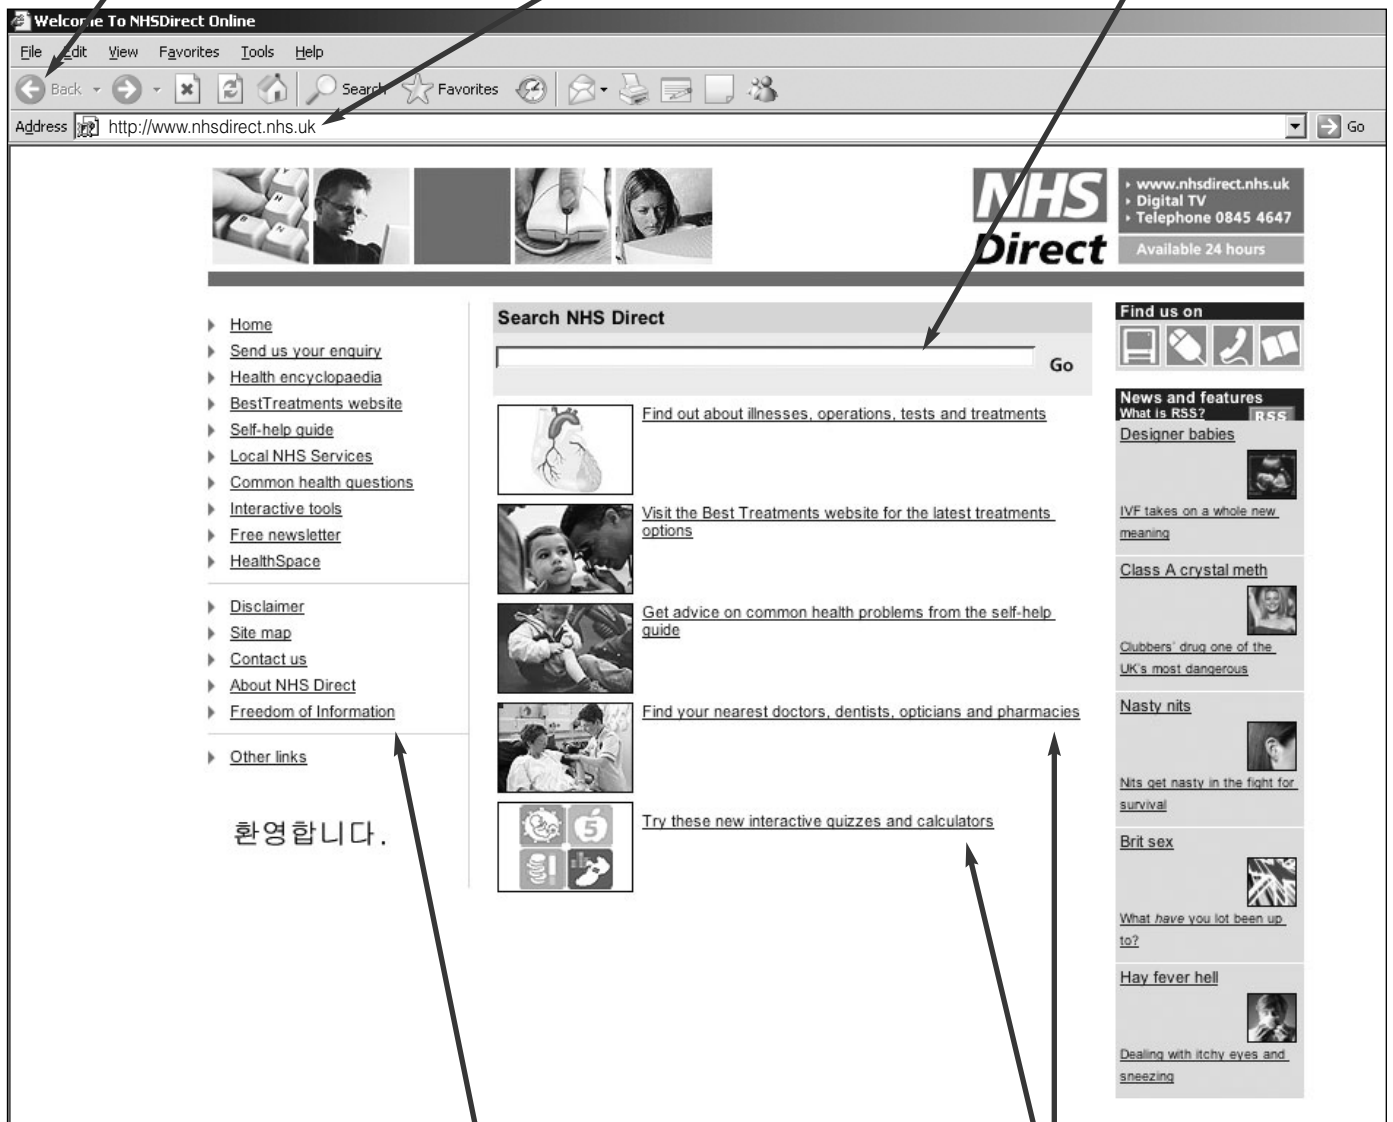 Welcome To NHSDirect Online
File Edit View Favorites Tools Help
Back Search Favorites
Address http://www.nhsdirect.nhs.uk Go
NHS
Direct
www.nhsdirect.nhs.uk
Digital TV
Telephone 0845 4647
Available 24 hours
Home
Send us your enquiry
Health encyclopaedia
BestTreatments website
Self-help guide
Local NHS Services
Common health questions
Interactive tools
Free newsletter
HealthSpace
Disclaimer
Site map
Contact us
About NHS Direct
Freedom of Information
Other links
환영합니다.
Search NHS Direct
Go
Find out about illnesses, operations, tests and treatments
Visit the Best Treatments website for the latest treatments
options
Get advice on common health problems from the self-help
guide
Find your nearest doctors, dentists, opticians and pharmacies
5
Try these new interactive quizzes and calculators
Find us on
News and features
What is RSS? RSS
Designer babies
IVF takes on a whole new
meaning
Class A crystal meth
Clubbers' drug one of the
UK's most dangerous
Nasty nits
Nits get nasty in the fight for
survival
Brit sex
What have you lot been up
to?
Hay fever hell
Dealing with itchy eyes and
sneezing